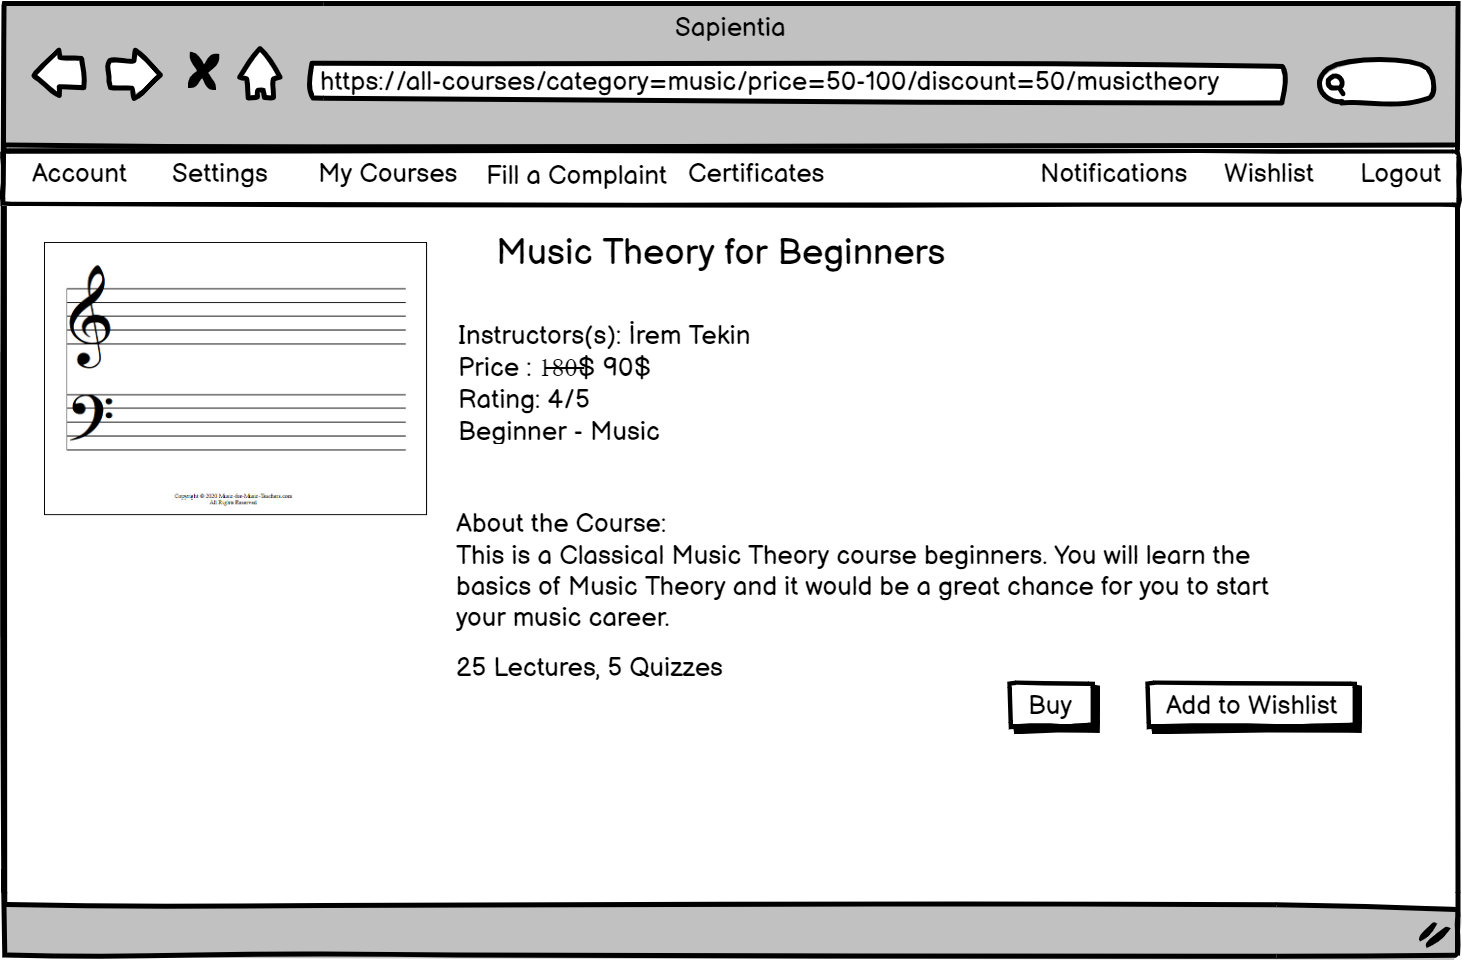 Sapientia
https://all-courses/category=music/price=50-100/discount=50/musictheory
Account Settings My Courses Fill a Complaint Certificates Notifications Wishlist Logout
Music Theory for Beginners
Instructors(s): İrem Tekin
Price : 180$ 90$
Rating: 4/5
Beginner - Music
Copyright © 2020 Music-for-Music-Teachers.com
All Rights Reserved
About the Course:
This is a Classical Music Theory course beginners. You will learn the
basics of Music Theory and it would be a great chance for you to start
your music career.
25 Lectures, 5 Quizzes
Buy Add to Wishlist